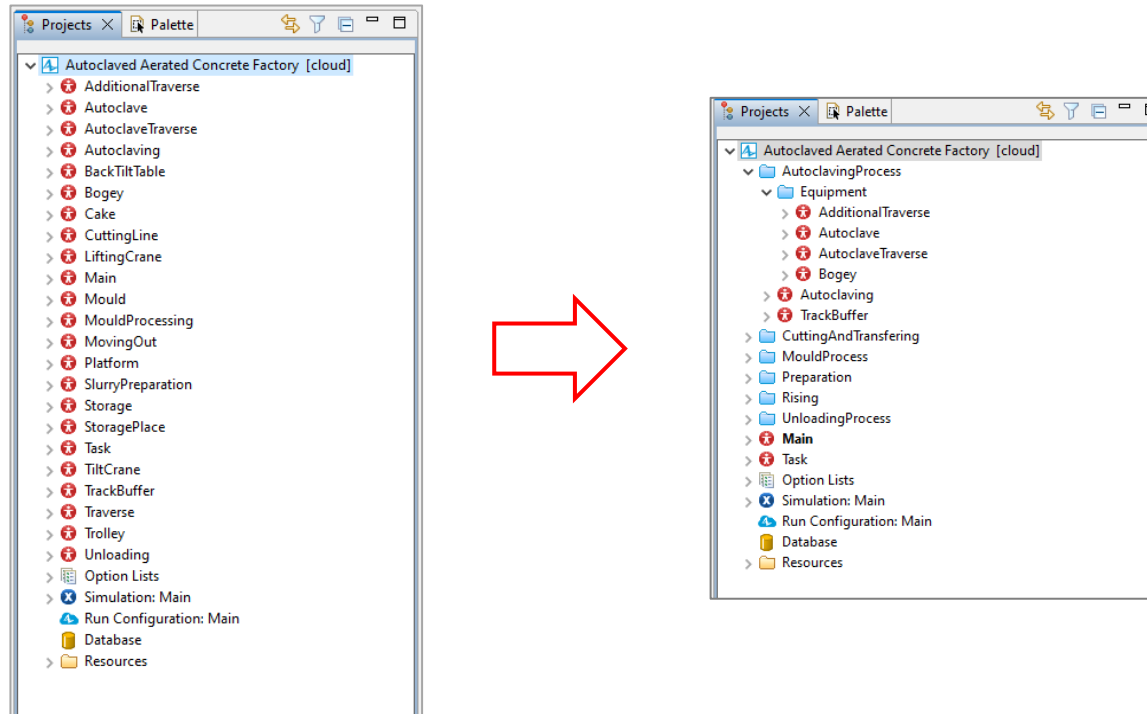 Projects Palette
Autoclaved Aerated Concrete Factory [cloud]
AdditionalTraverse
Autoclave
AutoclaveTraverse
Autoclaving
BackTiltTable
Bogey
Cake
CuttingLine
LiftingCrane
Main
Mould
MouldProcessing
MovingOut
Platform
SlurryPreparation
Storage
StoragePlace
Task
TiltCrane
TrackBuffer
Traverse
Trolley
Unloading
Option Lists
Simulation: Main
Run Configuration: Main
Database
Resources
Projects Palette
Autoclaved Aerated Concrete Factory [cloud]
AutoclavingProcess
Equipment
AdditionalTraverse
Autoclave
AutoclaveTraverse
Bogey
Autoclaving
TrackBuffer
CuttingAndTransfering
MouldProcess
Preparation
Rising
UnloadingProcess
Main
Task
Option Lists
Simulation: Main
Run Configuration: Main
Database
Resources